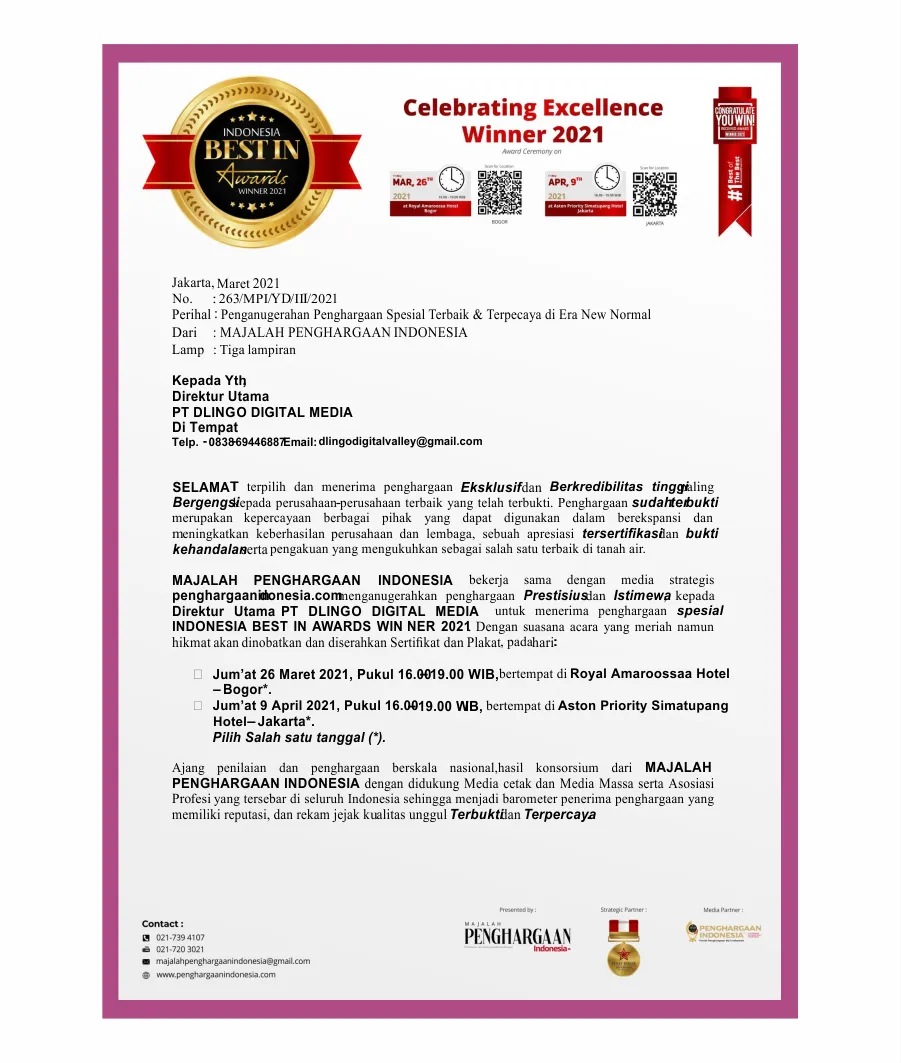 INDONESIA
BEST IN
Awards
WINNER 2021
Celebrating Excellence
Winner 2021
Award Ceremony on
MAR, 26TH
2021
at Royal Amaroossa Hotel
Bogor
Scan for Location
BOGOR
APR, 9TH
2021
at Aston Priority Simatupang Hotel
Jakarta
Scan for Location
JAKARTA
CONGRATULATE
YOU WIN!
WINNER 2021
#1 Best of
The Best
Jakarta, Maret 2021
No. : 263/MPI/YD/III/2021
Perihal : Penganugerahan Penghargaan Spesial Terbaik & Terpecaya di Era New Normal
Dari : MAJALAH PENGHARGAAN INDONESIA
Lamp : Tiga lampiran
Kepada Yth,
Direktur Utama
PT DLINGO DIGITAL MEDIA
Di Tempat
Telp. - 0838-69446887Email: dlingodigitalvalley@gmail.com
SELAMAT terpilih dan menerima penghargaan Eksklusif dan Berkredibilitas tinggi paling
Bergengsi kepada perusahaan-perusahaan terbaik yang telah terbukti. Penghargaan sudah terbukti
merupakan kepercayaan berbagai pihak yang dapat digunakan dalam berekspansi dan
meningkatkan keberhasilan perusahaan dan lembaga, sebuah apresiasi tersertifikasi dan bukti
kehandalan serta pengakuan yang mengukuhkan sebagai salah satu terbaik di tanah air.
MAJALAH PENGHARGAAN INDONESIA bekerja sama dengan media strategis
penghargaanindonesia.com menganugerahkan penghargaan Prestisius dan Istimewa, kepada
Direktur Utama PT DLINGO DIGITAL MEDIA untuk menerima penghargaan spesial
INDONESIA BEST IN AWARDS WIN NER 2021. Dengan suasana acara yang meriah namun
hikmat akan dinobatkan dan diserahkan Sertifikat dan Plakat, pada hari:
Jum’at 26 Maret 2021, Pukul 16.00-19.00 WIB, bertempat di Royal Amaroossaa Hotel
– Bogor*.
Jum’at 9 April 2021, Pukul 16.00-19.00 WIB, bertempat di Aston Priority Simatupang
Hotel– Jakarta*.
Pilih Salah satu tanggal (*).
Ajang penilaian dan penghargaan berskala nasional,hasil konsorsium dari MAJALAH
PENGHARGAAN INDONESIA dengan didukung Media cetak dan Media Massa serta Asosiasi
Profesi yang tersebar di seluruh Indonesia sehingga menjadi barometer penerima penghargaan yang
memiliki reputasi, dan rekam jejak kualitas unggul Terbukti dan Terpercaya.
Contact :
021-739 4107
021-720 3021
majalahpenghargaanindonesia@gmail.com
www.penghargaanindonesia.com
Presented by :
MAJALAH
PENGHARGAAN
Indonesia
Strategic Partner :
Media Partner :
PENGHARGAAN
INDONESIA